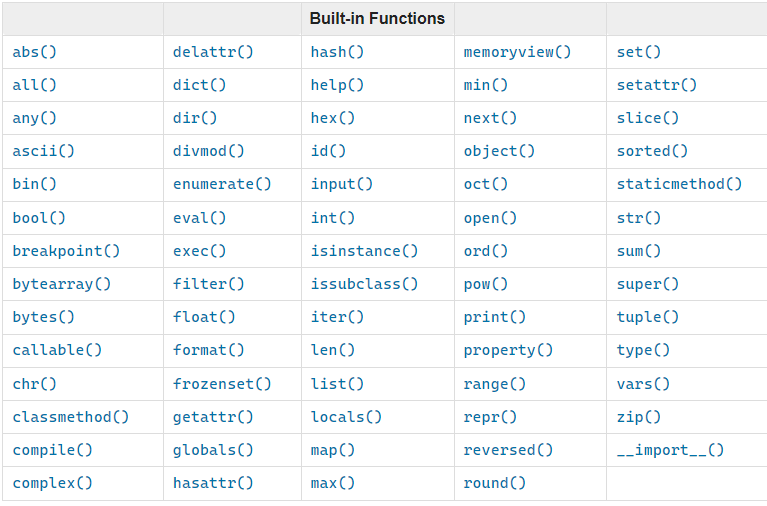 Built-in Functions
abs() delattr() hash() memoryview() set()
all() dict() help() min() setattr()
any() dir() hex() next() slice()
ascii() divmod() id() object() sorted()
bin() enumerate() input() oct() staticmethod()
bool() eval() int() open() str()
breakpoint() exec() isinstance() ord() sum()
bytearray() filter() issubclass() pow() super()
bytes() float() iter() print() tuple()
callable() format() len() property() type()
chr() frozenset() list() range() vars()
classmethod() getattr() locals() repr() zip()
compile() globals() map() reversed() __import__()
complex() hasattr() max() round()